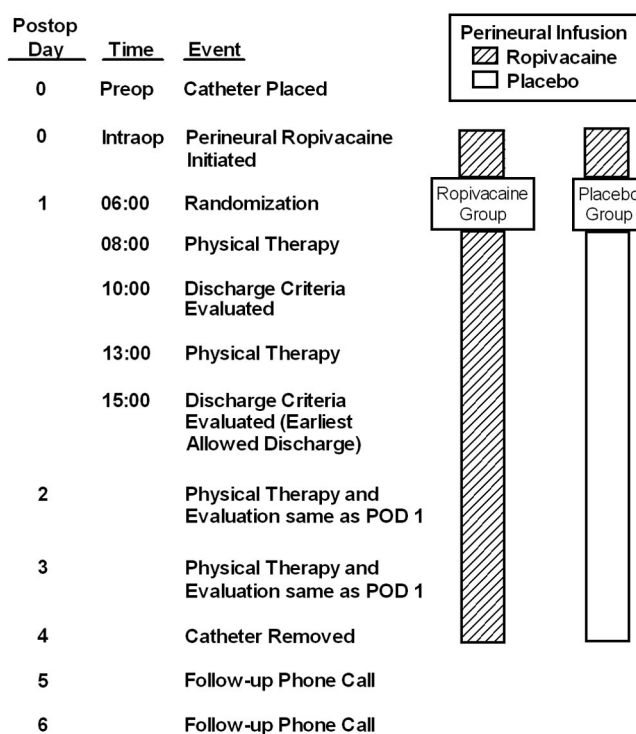 Postop
Day Time Event
0 Preop Catheter Placed
0 Intraop Perineural Ropivacaine
Initiated
1 06:00 Randomization
08:00 Physical Therapy
10:00 Discharge Criteria
Evaluated
13:00 Physical Therapy
15:00 Discharge Criteria
Evaluated (Earliest
Allowed Discharge)
2 Physical Therapy and
Evaluation same as POD 1
3 Physical Therapy and
Evaluation same as POD 1
4 Catheter Removed
5 Follow-up Phone Call
6 Follow-up Phone Call
Perineural Infusion
Ropivacaine
Placebo
Ropivacaine
Group
Placebo
Group